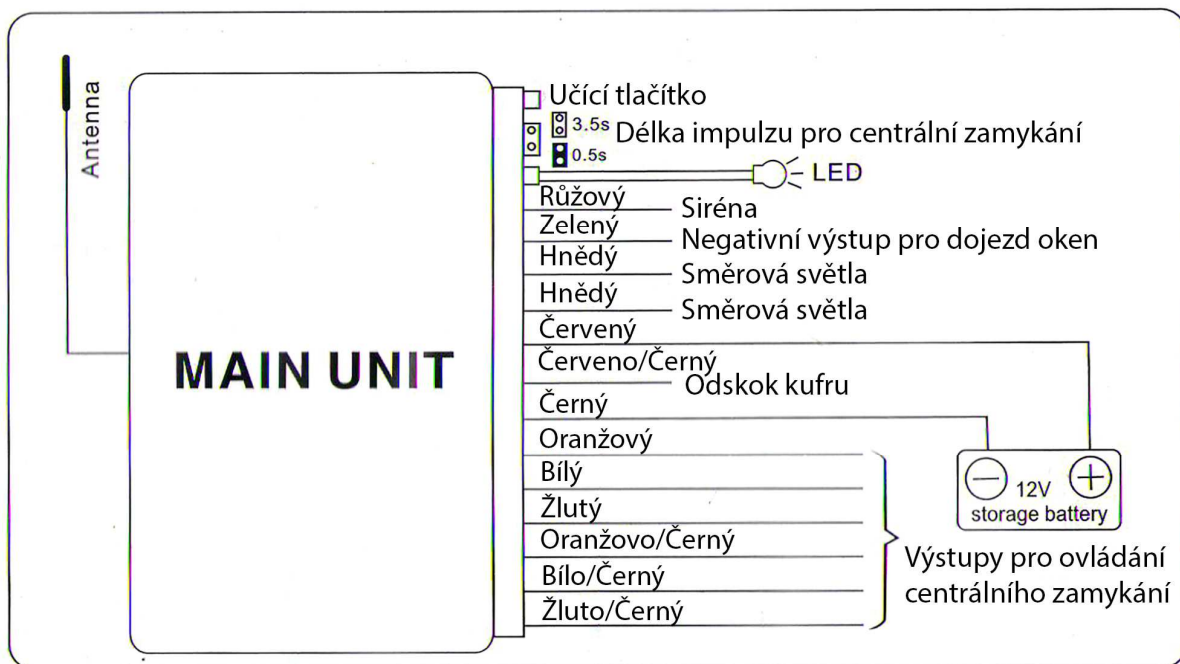 Antenna
MAIN UNIT
Učící tlačítko
3.5s
0.5s
Délka impulzu pro centrální zamykání
LED
Růžový
Siréna
Zelený
Negativní výstup pro dojezd oken
Hnědý
Směrová světla
Hnědý
Směrová světla
Červený
Červeno/Černý
Odskok kufru
Černý
Oranžový
Bílý
Žlutý
Oranžovo/Černý
Bílo/Černý
Žluto/Černý
12V
storage battery
Výstupy pro ovládání
centrálního zamykání